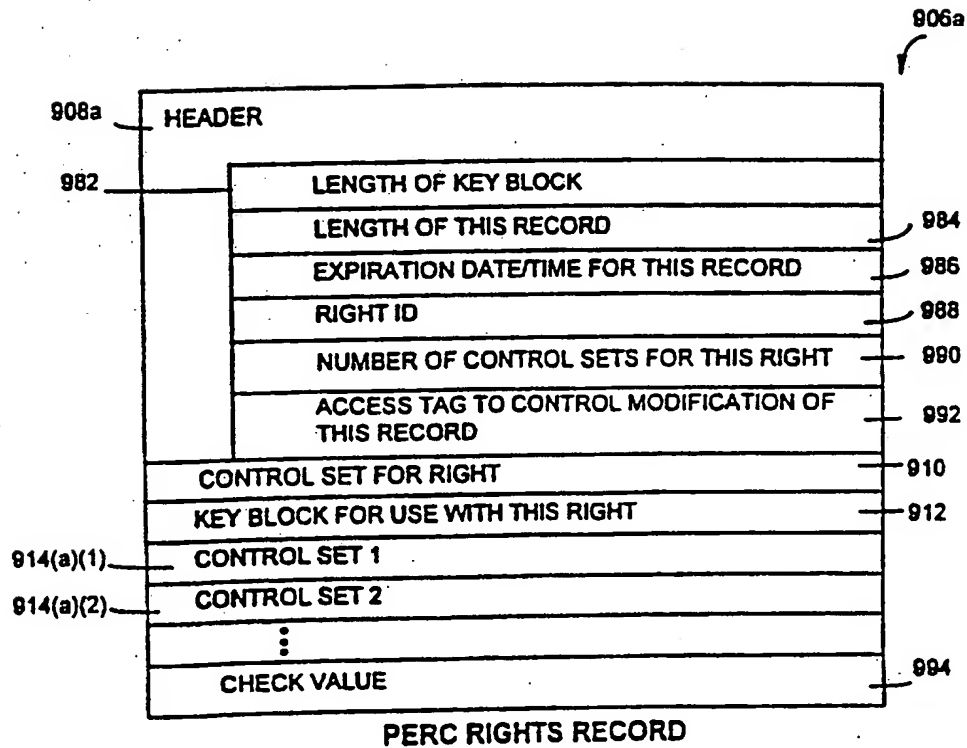 906a
908a
HEADER
982
LENGTH OF KEY BLOCK
LENGTH OF THIS RECORD
984
EXPIRATION DATE/TIME FOR THIS RECORD
986
RIGHT ID
988
NUMBER OF CONTROL SETS FOR THIS RIGHT
990
ACCESS TAG TO CONTROL MODIFICATION OF
THIS RECORD
992
CONTROL SET FOR RIGHT
910
KEY BLOCK FOR USE WITH THIS RIGHT
912
914(a)(1)
CONTROL SET 1
914(a)(2)
CONTROL SET 2
CHECK VALUE
994
PERC RIGHTS RECORD